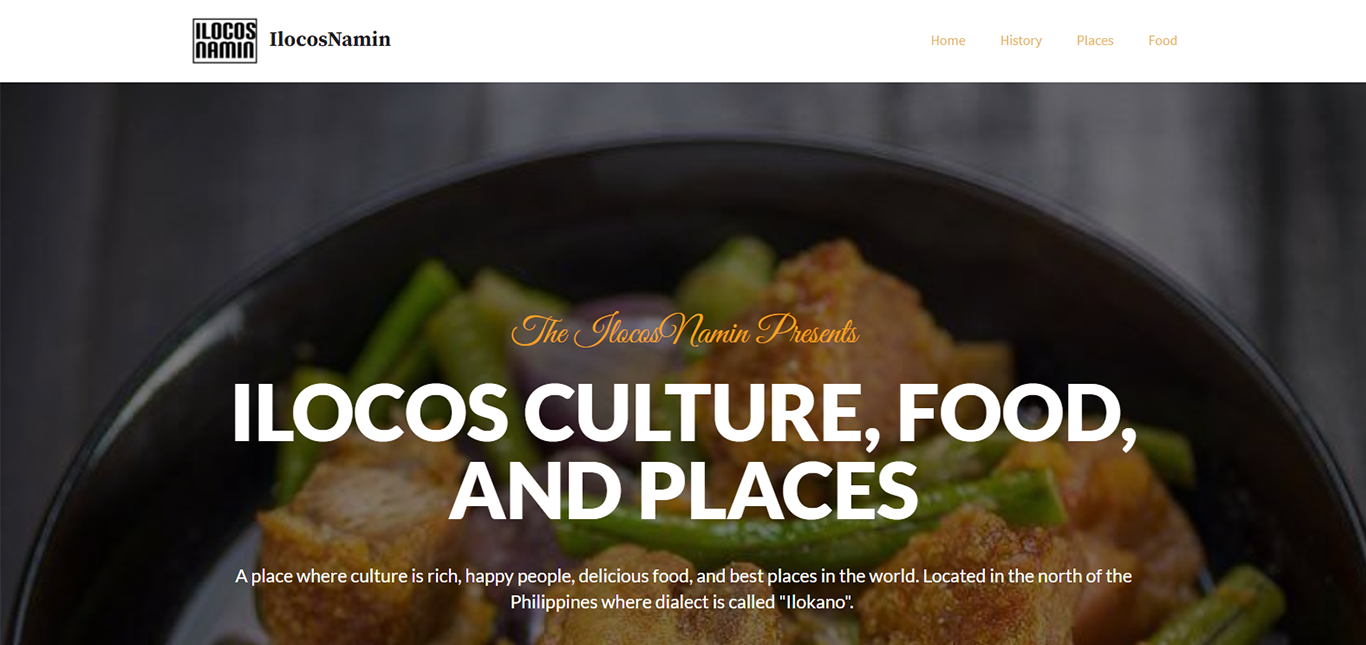 ILOCOS
NAMIN
IlocosNamin
Home
History
Places
Food
The IlocosNamin Presents
ILOCOS CULTURE, FOOD,
AND PLACES
A place where culture is rich, happy people, delicious food, and best places in the world. Located in the north of the
Philippines where dialect is called "Ilokano".